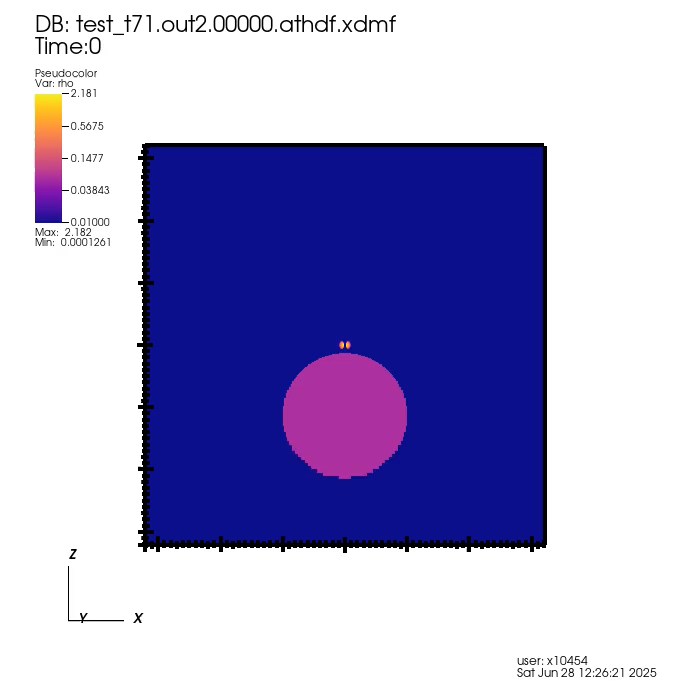 DB: test_t71.out2.00000.athdf.xdmf
Time:0
Pseudocolor
Var: rho
2.181
0.5675
0.1477
0.03843
0.01000
Max: 2.182
Min: 0.0001261
Z
Y
X
user: x10454
Sat Jun 28 12:26:21 2025